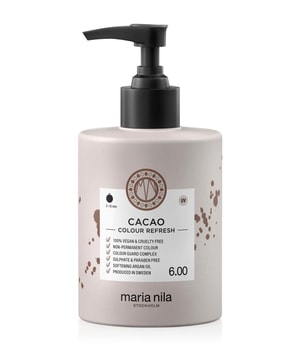 CACAO
COLOUR REFRESH
100% VEGAN & CRUELTY FREE
NON-PERMANENT COLOUR
COLOUR GUARD COMPLEX
SULPHATE & PARABEN FREE
SOFTENING ARGAN OIL
PRODUCED IN SWEDEN
6.00
maria nila
STOCKHOLM